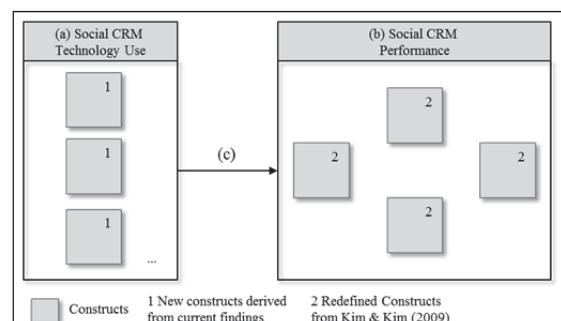 (a) Social CRM
Technology Use
(b) Social CRM
Performance
1
1
1
...
(c)
2
2
2
2
Constructs
1 New constructs derived
from current findings
2 Redefined Constructs
from Kim & Kim (2009)